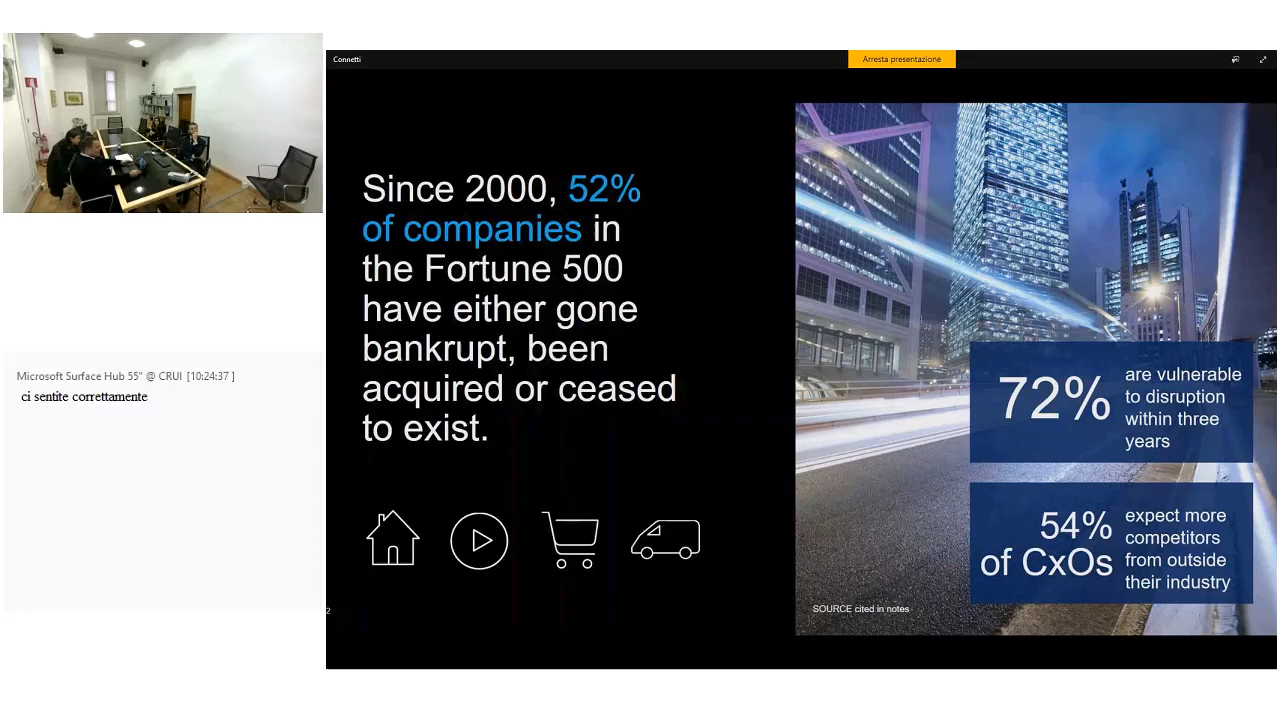 Connetti
Arresta presentazione
Since 2000, 52%
of companies in
the Fortune 500
have either gone
bankrupt, been
acquired or ceased
to exist.
72%
are vulnerable
to disruption
within three
years
54%
of CxOs
expect more
competitors
from outside
their industry
SOURCE cited in notes
2
Microsoft Surface Hub 55" @ CRUI [10:24:37 ]
ci sentite correttamente